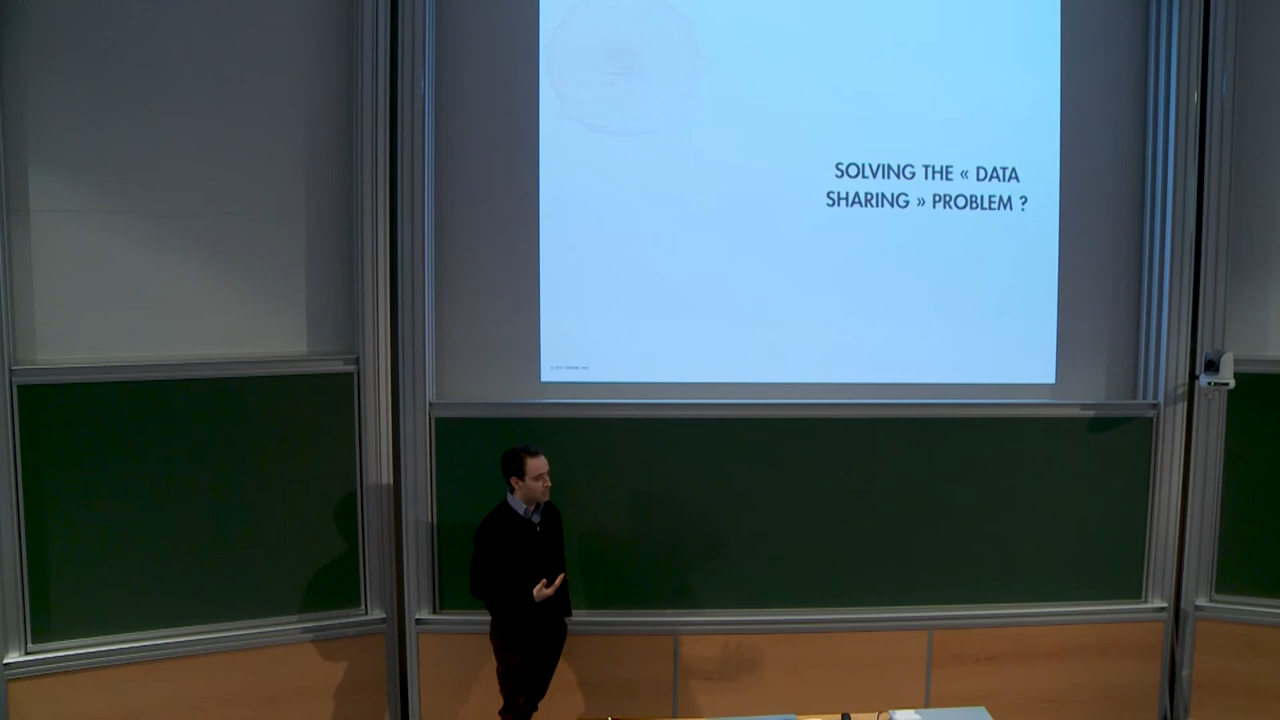 SOLVING THE « DATA
SHARING » PROBLEM ?